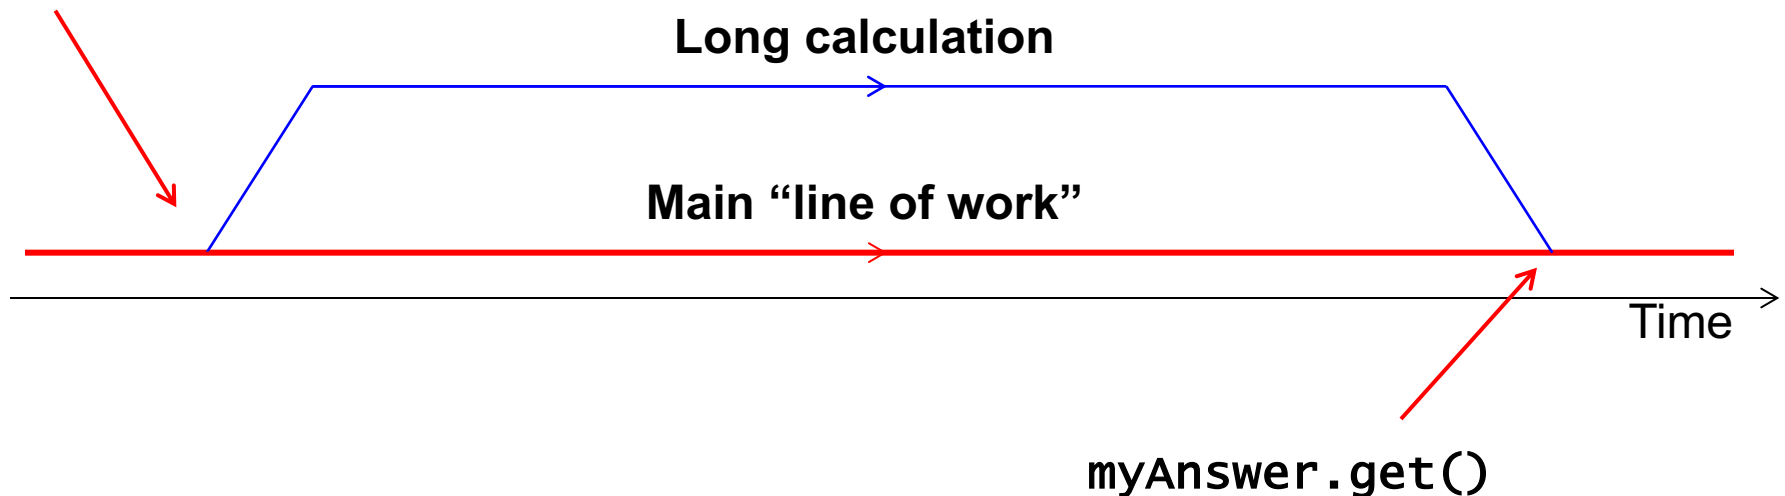 Long calculation
Main “line of work”
Time
myAnswer.get()